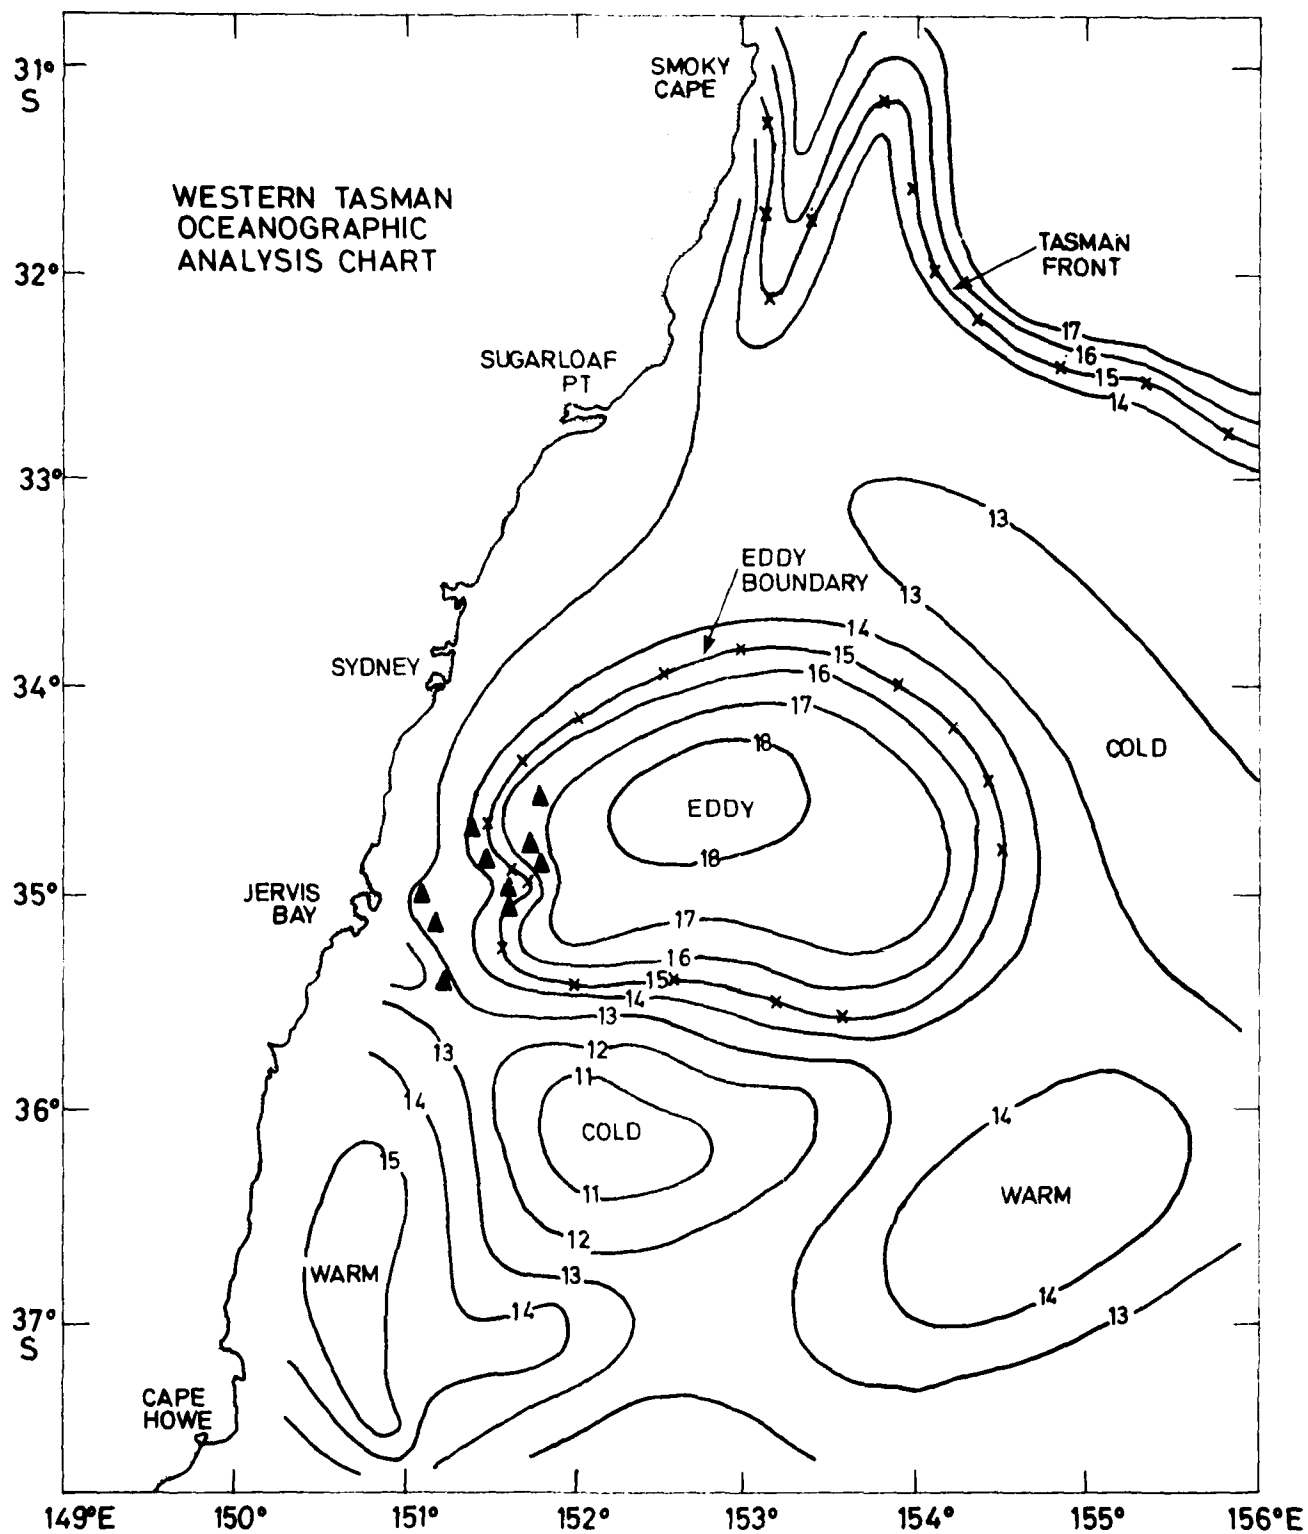 31°
S
SMOKY
CAPE
WESTERN TASMAN
OCEANOGRAPHIC
ANALYSIS CHART
TASMAN
FRONT
32°
17
16
15
14
SUGARLOAF
PT
33°
13
EDDY
BOUNDARY
13
14
15
16
17
SYDNEY
34°
18
COLD
EDDY
18
JERVIS
BAY
35°
17
16
15
14
13
13
12
11
14
36°
COLD
14
15
11
WARM
12
WARM
13
14
14
13
37°
S
CAPE
HOWE
149°E 150° 151° 152° 153° 154° 155° 156°E